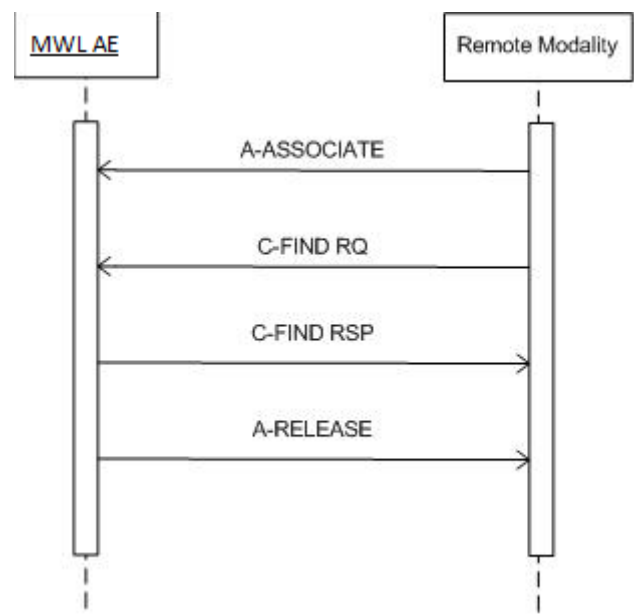 MWL AE
Remote Modality
A-ASSOCIATE
C-FIND RQ
C-FIND RSP
A-RELEASE